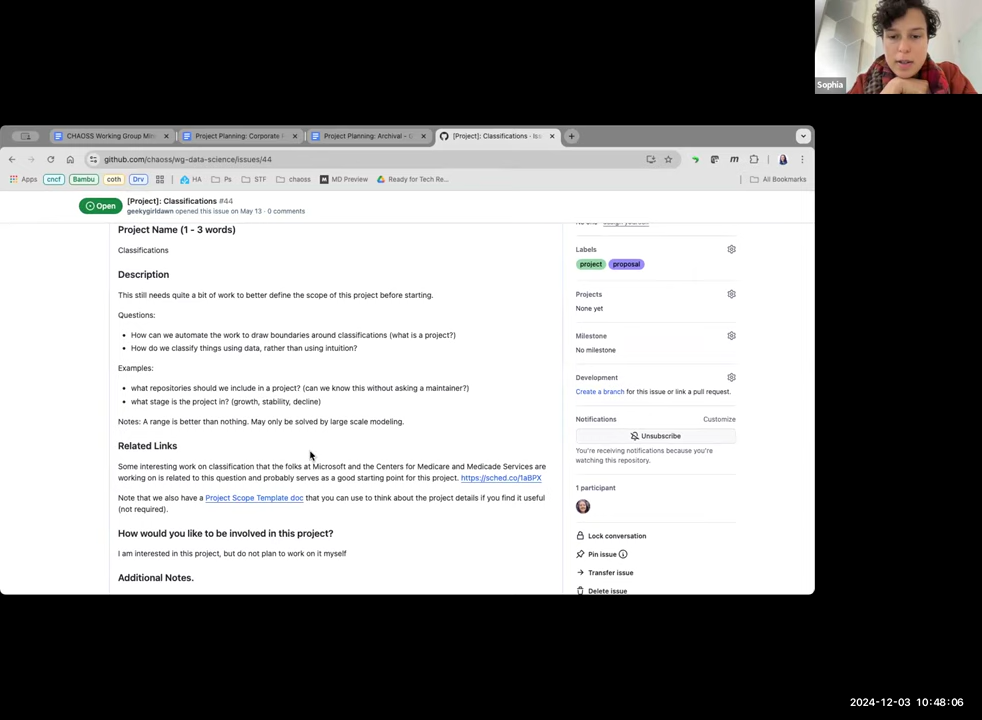 Sophia
CHAOSS Working Group Min
Project Planning: Corporate
Project Planning: Archival -
[Project]: Classifications · Iss
github.com/chaoss/wg-data-science/issues/44
Apps cncf Bambu coth Drv HA Ps STF chaoss MD Preview Ready for Tech Re... All Bookmarks
Open
[Project]: Classifications #44
geekygirldawn opened this issue on May 13 · 0 comments
Project Name (1 - 3 words)
Classifications
Description
This still needs quite a bit of work to better define the scope of this project before starting.
Questions:
• How can we automate the work to draw boundaries around classifications (what is a project?)
• How do we classify things using data, rather than using intuition?
Examples:
• what repositories should we include in a project? (can we know this without asking a maintainer?)
• what stage is the project in? (growth, stability, decline)
Notes: A range is better than nothing. May only be solved by large scale modeling.
Related Links
Some interesting work on classification that the folks at Microsoft and the Centers for Medicare and Medicade Services are
working on is related to this question and probably serves as a good starting point for this project. https://sched.co/1aBPX
Note that we also have a Project Scope Template doc that you can use to think about the project details if you find it useful
(not required).
How would you like to be involved in this project?
I am interested in this project, but do not plan to work on it myself
Additional Notes.
Labels
project proposal
Projects
None yet
Milestone
No milestone
Development
Create a branch for this issue or link a pull request.
Notifications Customize
Unsubscribe
You're receiving notifications because you're
watching this repository.
1 participant
Lock conversation
Pin issue
Transfer issue
Delete issue
2024-12-03 10:48:06